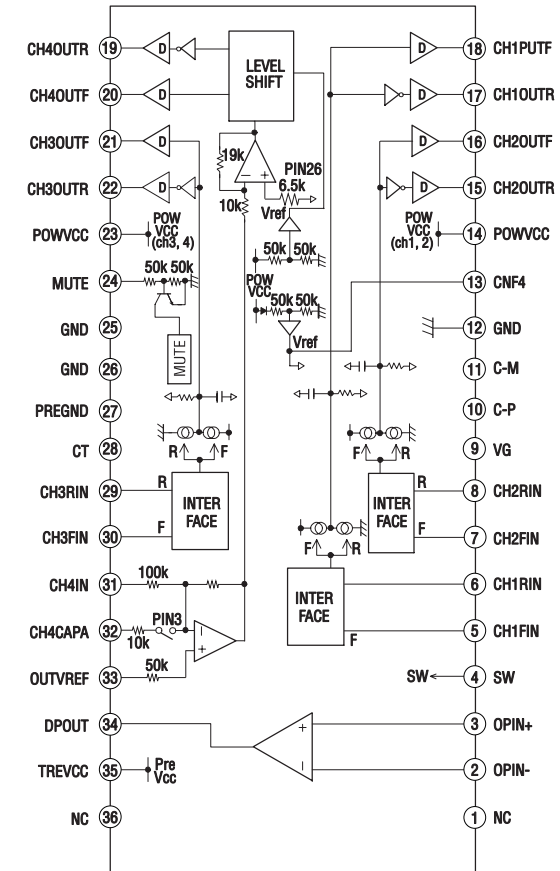 CH4OUTR 19
D
LEVEL
SHIFT
D
18 CH1PUTF
CH4OUTF 20
D
D
17 CH1OUTR
CH3OUTF 21
D
19k
- +
PIN26
6.5k
D
16 CH2OUTF
CH3OUTR 22
D
10k
Vref
D
15 CH2OUTR
POWVCC 23
POW
VCC
(ch3, 4)
POW
VCC
(ch1, 2)
14 POWVCC
50k 50k
MUTE 24
50k 50k
POW
VCC
50k 50k
13 CNF4
GND 25
MUTE
Vref
12 GND
GND 26
11 C-M
PREGND 27
10 C-P
CT 28
R F
F R
9 VG
CH3RIN 29
R
INTER
FACE
INTER
FACE
R
8 CH2RIN
CH3FIN 30
F
F
7 CH2FIN
F R
CH4IN 31
100k
INTER
FACE
6 CH1RIN
CH4CAPA 32
10k
PIN3
-
+
F
5 CH1FIN
OUTVREF 33
50k
SW
4 SW
DPOUT 34
+
3 OPIN+
TREVCC 35
Pre
Vcc
-
2 OPIN-
NC 36
1 NC